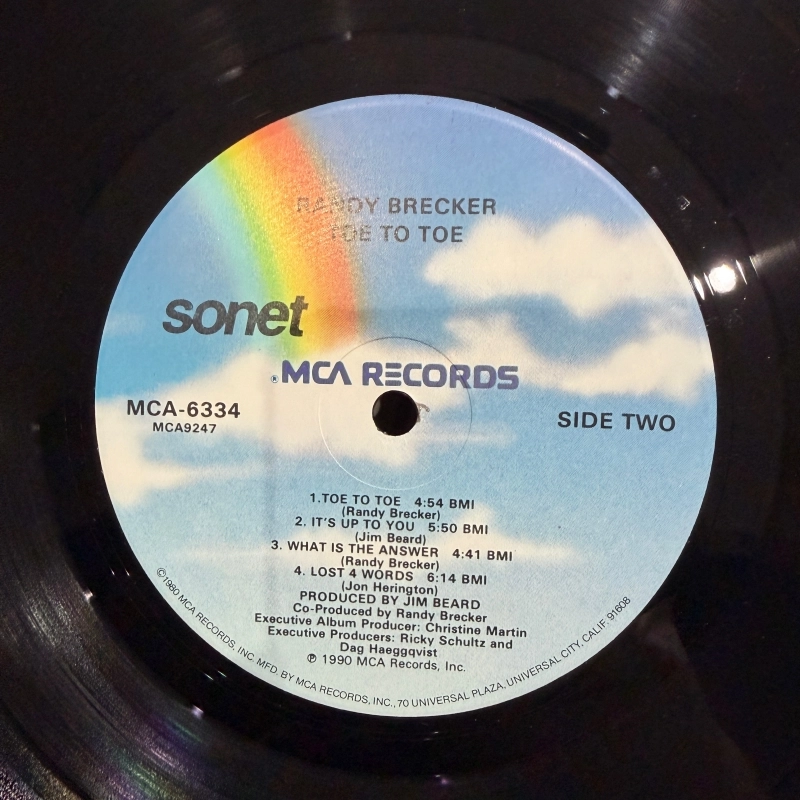 RANDY BRECKER
TOE TO TOE
sonet
®MCA RECORDS
MCA-6334
MCA9247
SIDE TWO
1.TOE TO TOE 4:54 BMI
(Randy Brecker)
2. IT'S UP TO YOU 5:50 BMI
(Jim Beard)
3. WHAT IS THE ANSWER 4:41 BMI
(Randy Brecker)
4. LOST 4 WORDS 6:14 BMI
(Jon Herington)
PRODUCED BY JIM BEARD
Co-Produced by Randy Brecker
Executive Album Producer: Christine Martin
Executive Producers: Ricky Schultz and
Dag Haeggqvist
℗ 1990 MCA Records, Inc.
©1980 MCA RECORDS, INC. MFD. BY MCA RECORDS, INC., 70 UNIVERSAL PLAZA, UNIVERSAL CITY, CALIF. 91608